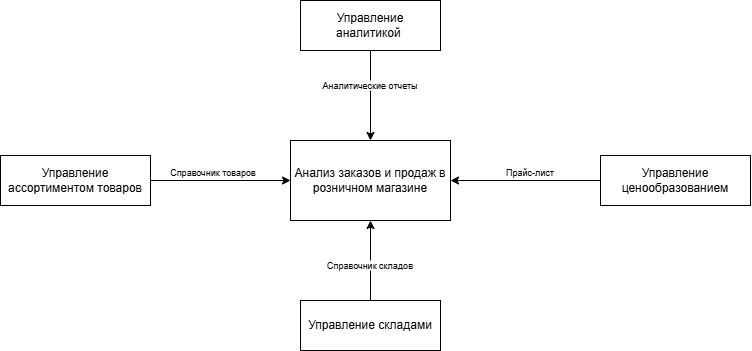 Управление
аналитикой
Аналитические отчеты
Управление
ассортиментом товаров
Справочник товаров
Анализ заказов и продаж в
розничном магазине
Прайс-лист
Управление
ценообразованием
Справочник складов
Управление складами